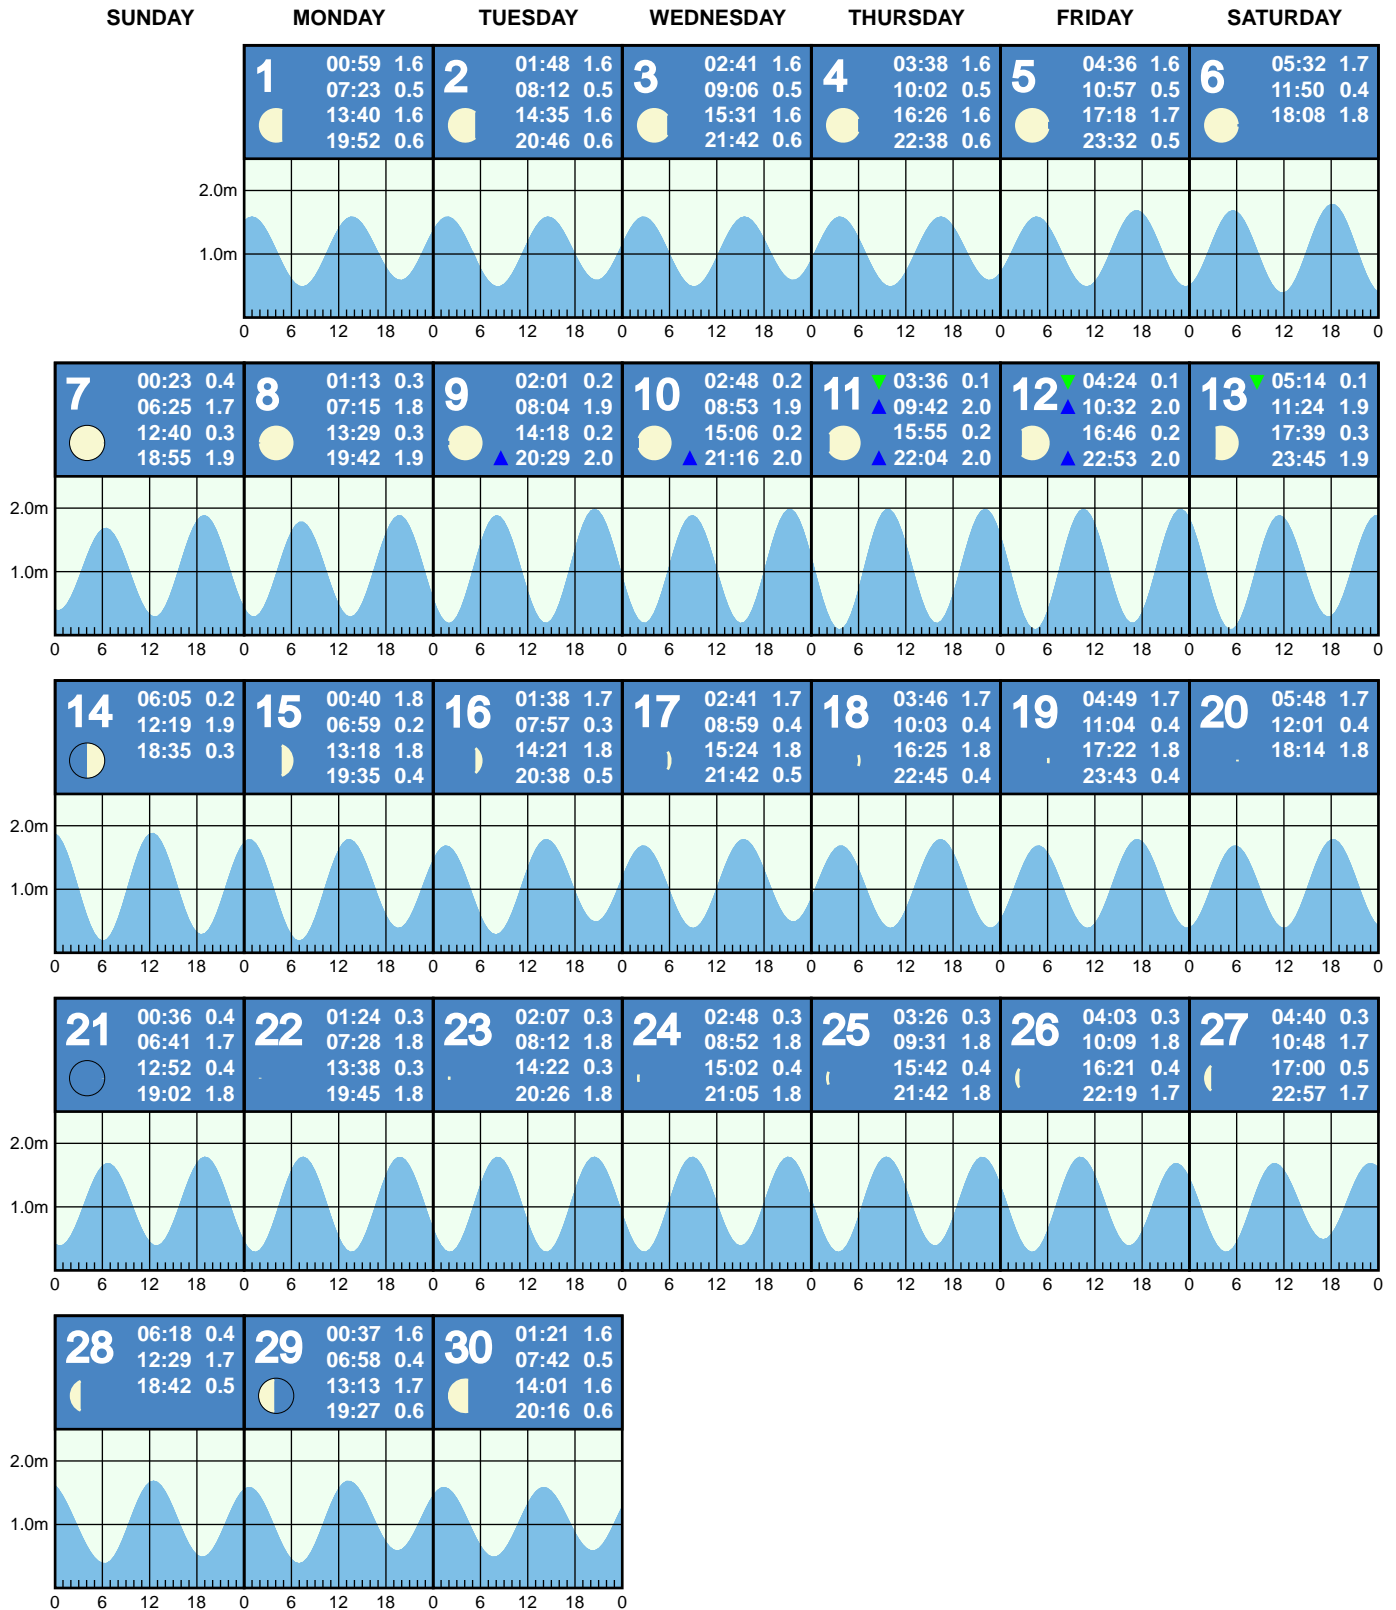 SUNDAY MONDAY TUESDAY WEDNESDAY THURSDAY FRIDAY SATURDAY
1 00:59 1.6
07:23 0.5
13:40 1.6
19:52 0.6
2 01:48 1.6
08:12 0.5
14:35 1.6
20:46 0.6
3 02:41 1.6
09:06 0.5
15:31 1.6
21:42 0.6
4 03:38 1.6
10:02 0.5
16:26 1.6
22:38 0.6
5 04:36 1.6
10:57 0.5
17:18 1.7
23:32 0.5
6 05:32 1.7
11:50 0.4
18:08 1.8
2.0m
1.0m
0 6 12 18 0 6 12 18 0 6 12 18 0 6 12 18 0 6 12 18 0 6 12 18 0
7 00:23 0.4
06:25 1.7
12:40 0.3
18:55 1.9
8 01:13 0.3
07:15 1.8
13:29 0.3
19:42 1.9
9 02:01 0.2
08:04 1.9
14:18 0.2
20:29 2.0
10 02:48 0.2
08:53 1.9
15:06 0.2
21:16 2.0
11 03:36 0.1
09:42 2.0
15:55 0.2
22:04 2.0
12 04:24 0.1
10:32 2.0
16:46 0.2
22:53 2.0
13 05:14 0.1
11:24 1.9
17:39 0.3
23:45 1.9
2.0m
1.0m
0 6 12 18 0 6 12 18 0 6 12 18 0 6 12 18 0 6 12 18 0 6 12 18 0 6 12 18 0
14 06:05 0.2
12:19 1.9
18:35 0.3
15 00:40 1.8
06:59 0.2
13:18 1.8
19:35 0.4
16 01:38 1.7
07:57 0.3
14:21 1.8
20:38 0.5
17 02:41 1.7
08:59 0.4
15:24 1.8
21:42 0.5
18 03:46 1.7
10:03 0.4
16:25 1.8
22:45 0.4
19 04:49 1.7
11:04 0.4
17:22 1.8
23:43 0.4
20 05:48 1.7
12:01 0.4
18:14 1.8
2.0m
1.0m
0 6 12 18 0 6 12 18 0 6 12 18 0 6 12 18 0 6 12 18 0 6 12 18 0 6 12 18 0
21 00:36 0.4
06:41 1.7
12:52 0.4
19:02 1.8
22 01:24 0.3
07:28 1.8
13:38 0.3
19:45 1.8
23 02:07 0.3
08:12 1.8
14:22 0.3
20:26 1.8
24 02:48 0.3
08:52 1.8
15:02 0.4
21:05 1.8
25 03:26 0.3
09:31 1.8
15:42 0.4
21:42 1.8
26 04:03 0.3
10:09 1.8
16:21 0.4
22:19 1.7
27 04:40 0.3
10:48 1.7
17:00 0.5
22:57 1.7
2.0m
1.0m
0 6 12 18 0 6 12 18 0 6 12 18 0 6 12 18 0 6 12 18 0 6 12 18 0 6 12 18 0
28 06:18 0.4
12:29 1.7
18:42 0.5
29 00:37 1.6
06:58 0.4
13:13 1.7
19:27 0.6
30 01:21 1.6
07:42 0.5
14:01 1.6
20:16 0.6
2.0m
1.0m
0 6 12 18 0 6 12 18 0 6 12 18 0